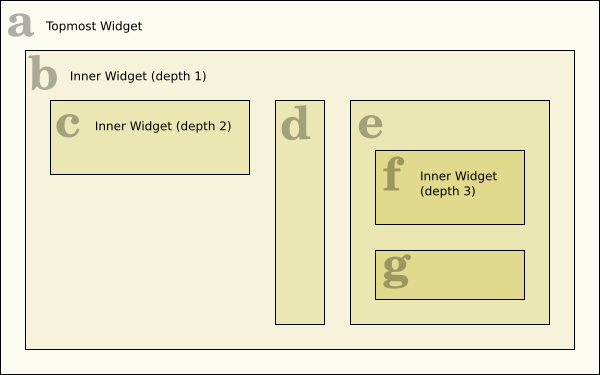 a Topmost Widget
b Inner Widget (depth 1)
c Inner Widget (depth 2)
d
e
f Inner Widget
(depth 3)
g